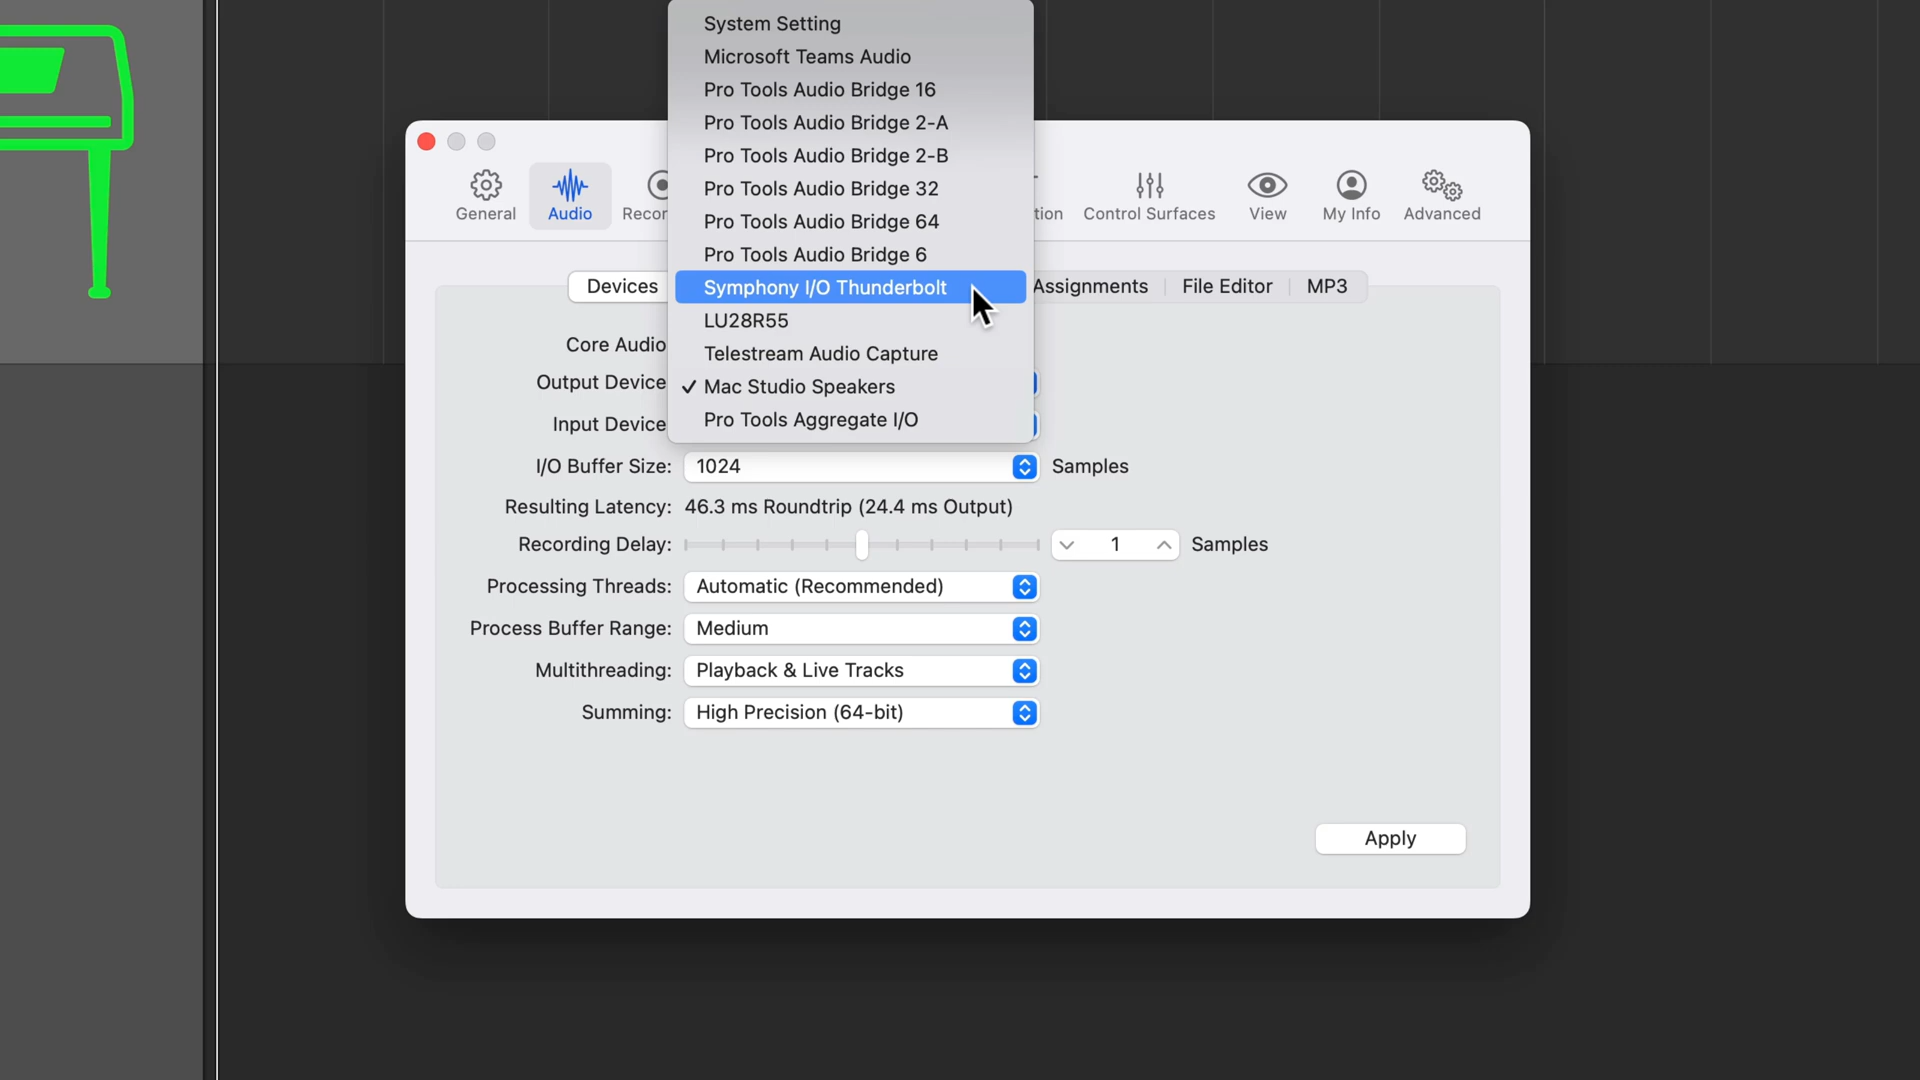 System Setting
Microsoft Teams Audio
Pro Tools Audio Bridge 16
Pro Tools Audio Bridge 2-A
Pro Tools Audio Bridge 2-B
Pro Tools Audio Bridge 32
Pro Tools Audio Bridge 64
Pro Tools Audio Bridge 6
Symphony I/O Thunderbolt
LU28R55
Telestream Audio Capture
✓ Mac Studio Speakers
Pro Tools Aggregate I/O
General Audio Recor tion Control Surfaces View My Info Advanced
Devices Assignments File Editor MP3
Core Audio
Output Device
Input Device
I/O Buffer Size: 1024 Samples
Resulting Latency: 46.3 ms Roundtrip (24.4 ms Output)
Recording Delay: 1 Samples
Processing Threads: Automatic (Recommended)
Process Buffer Range: Medium
Multithreading: Playback & Live Tracks
Summing: High Precision (64-bit)
Apply